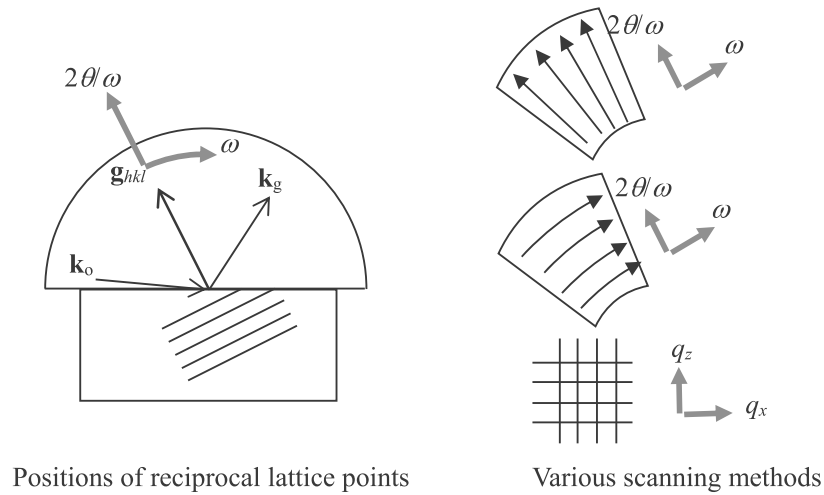 2θ/ω
ω
g_hkl
k_g
k_o
2θ/ω
ω
2θ/ω
ω
q_z
q_x
Positions of reciprocal lattice points
Various scanning methods